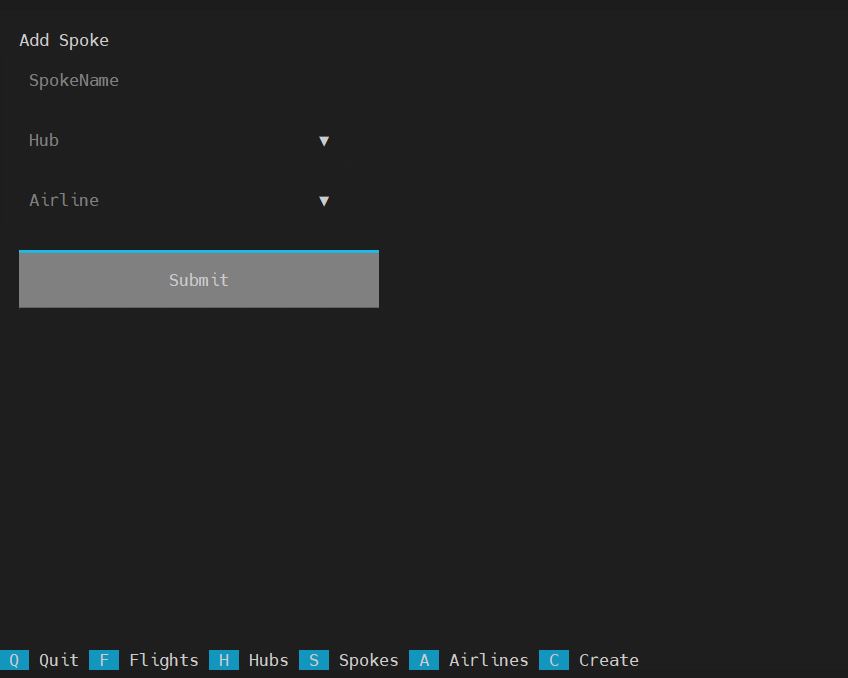 Add Spoke
SpokeName
Hub ▼
Airline ▼
Submit
Q Quit F Flights H Hubs S Spokes A Airlines C Create